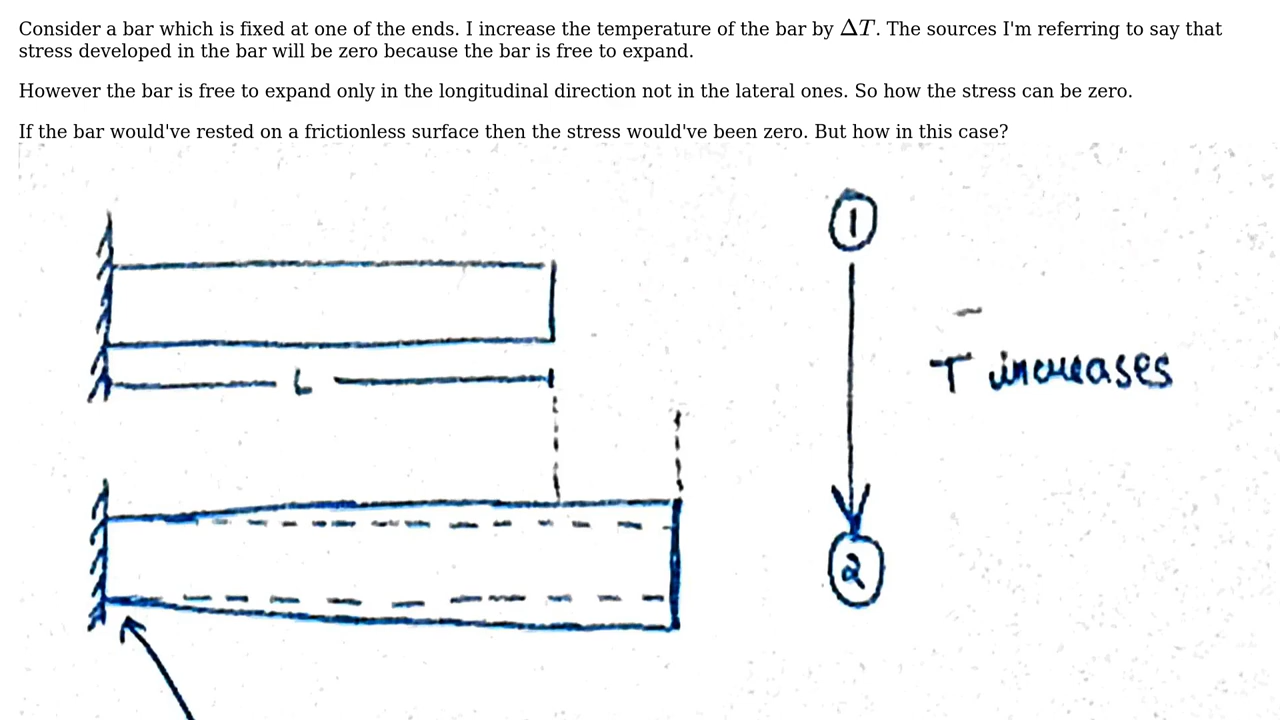 Consider a bar which is fixed at one of the ends. I increase the temperature of the bar by ΔT. The sources I'm referring to say that
stress developed in the bar will be zero because the bar is free to expand.
However the bar is free to expand only in the longitudinal direction not in the lateral ones. So how the stress can be zero.
If the bar would've rested on a frictionless surface then the stress would've been zero. But how in this case?
1
L
T increases
2